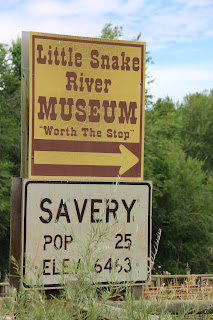 Little Snake
River
MUSEUM
"Worth The Stop"
SAVERY
POP 25
ELEV 6463